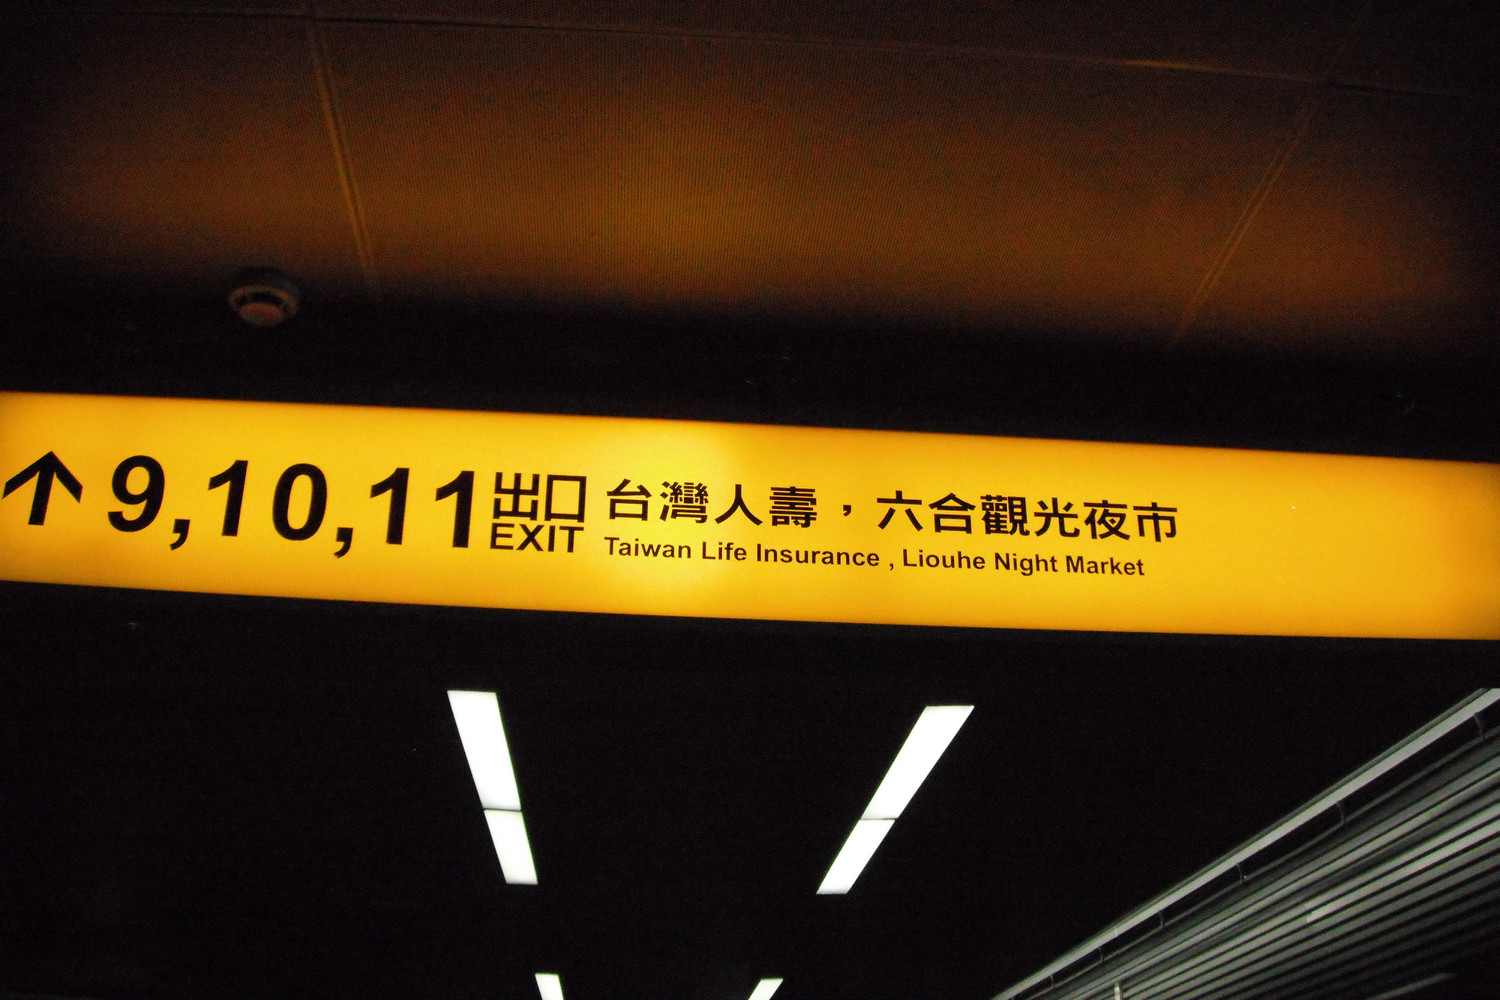 ↑ 9,10,11 出口 台灣人壽，六合觀光夜市
EXIT Taiwan Life Insurance , Liouhe Night Market